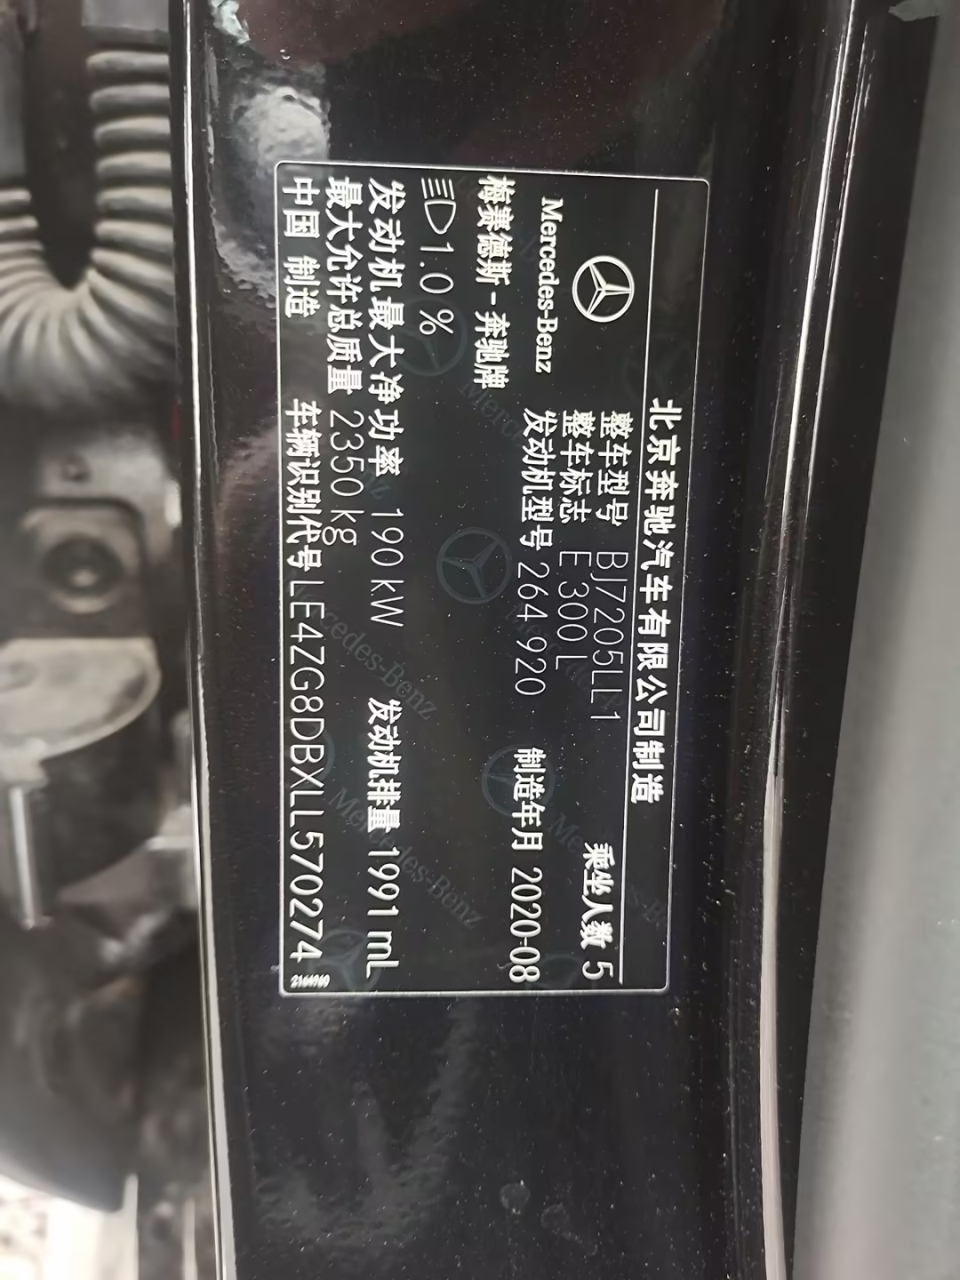 北京奔驰汽车有限公司制造
Mercedes-Benz
梅赛德斯-奔驰牌
整车型号 BJ7205LL1
乘坐人数 5
整车标志 E 300 L
发动机型号 264 920
制造年月 2020-08
1.0%
发动机最大净功率 190 kW
发动机排量 1991 mL
最大允许总质量 2350 kg
中国 制造
车辆识别代号 LE4ZG8DBXLL570274
2164960